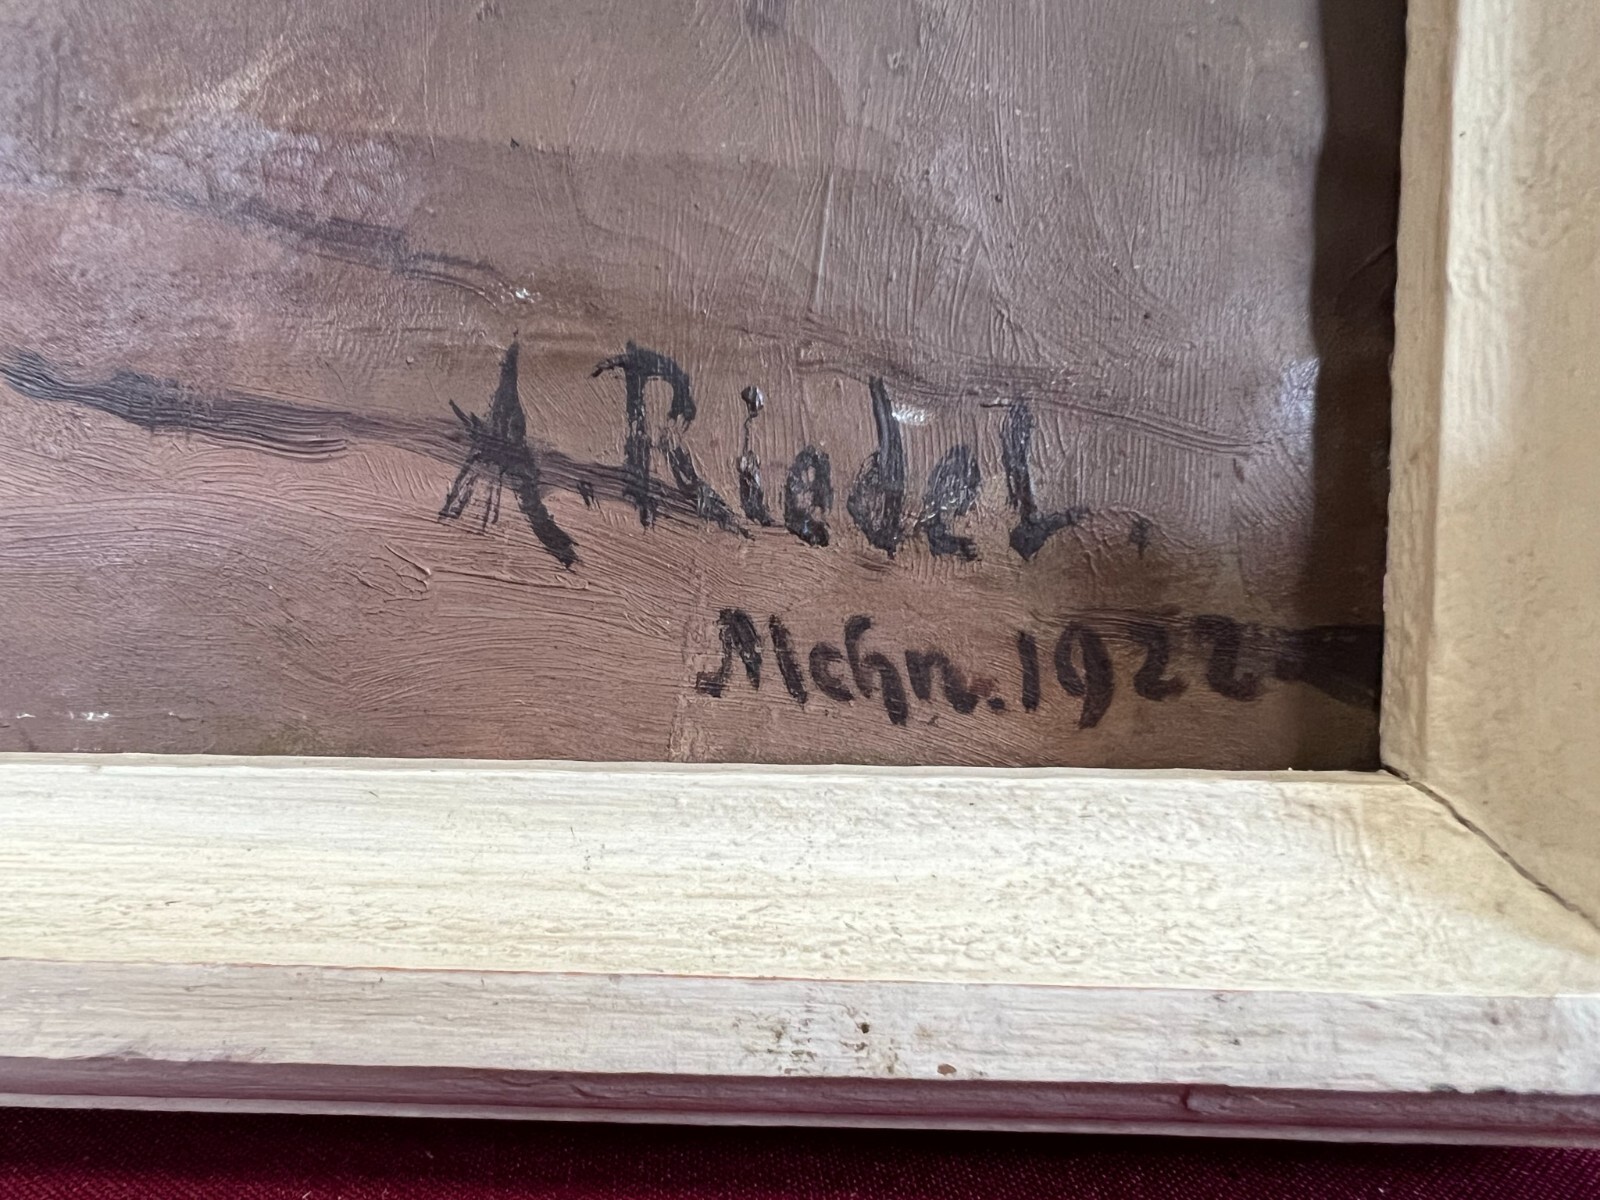 A. Riedel.
Mchn. 1922